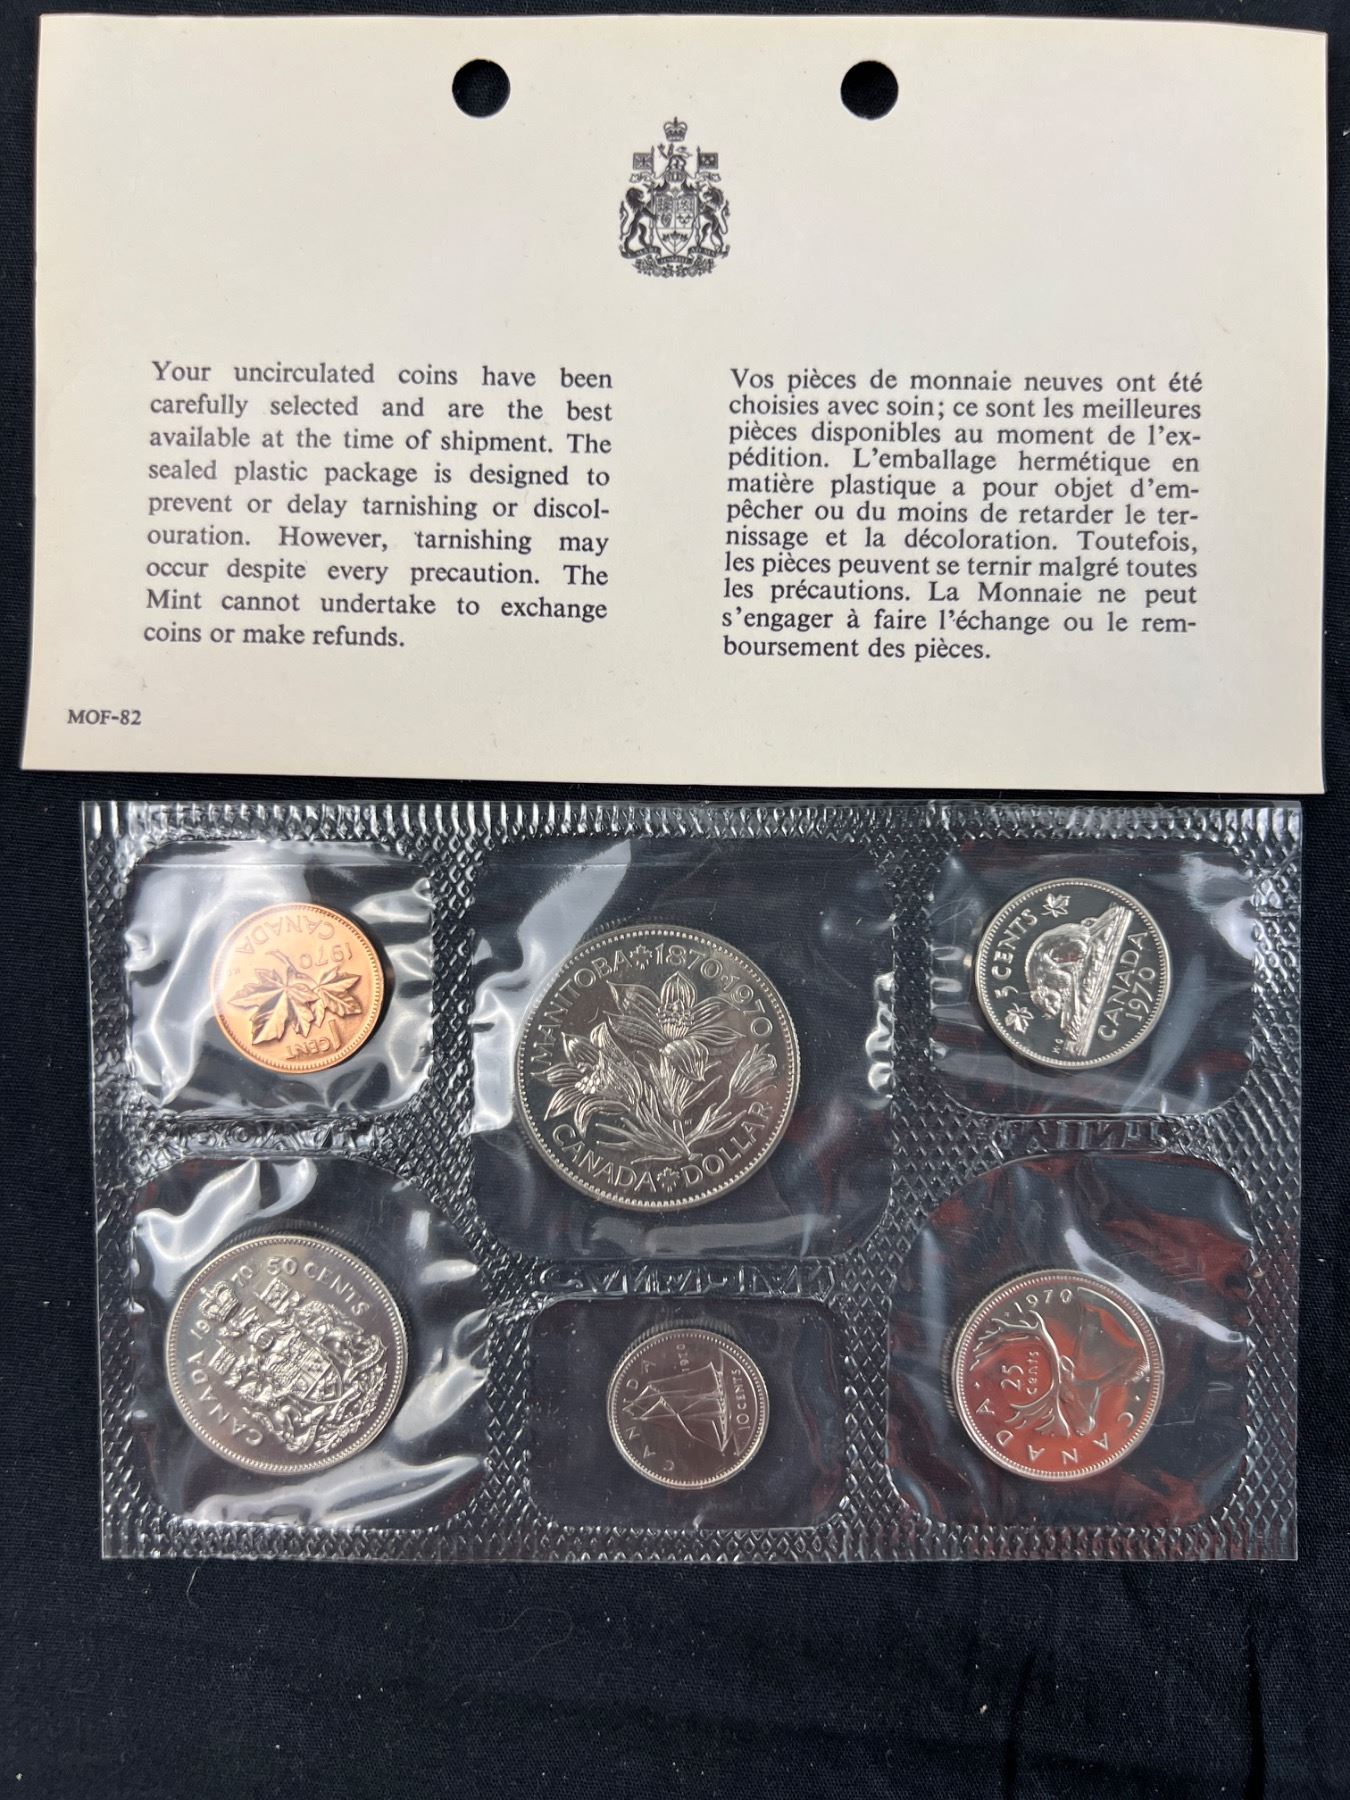 Your uncirculated coins have been
carefully selected and are the best
available at the time of shipment. The
sealed plastic package is designed to
prevent or delay tarnishing or discol-
ouration. However, tarnishing may
occur despite every precaution. The
Mint cannot undertake to exchange
coins or make refunds.
Vos pièces de monnaie neuves ont été
choisies avec soin; ce sont les meilleures
pièces disponibles au moment de l'ex-
pédition. L'emballage hermétique en
matière plastique a pour objet d'em-
pêcher ou du moins de retarder le ter-
nissage et la décoloration. Toutefois,
les pièces peuvent se ternir malgré toutes
les précautions. La Monnaie ne peut
s'engager à faire l'échange ou le rem-
boursement des pièces.
MOF-82
1 CENT
CANADA
1970
MANITOBA 1870-1970
CANADA DOLLAR
5 CENTS
CANADA
1970
CANADA 1970 50 CENTS
CANADA
1970
10 CENTS
1970
25
cents
CANADA